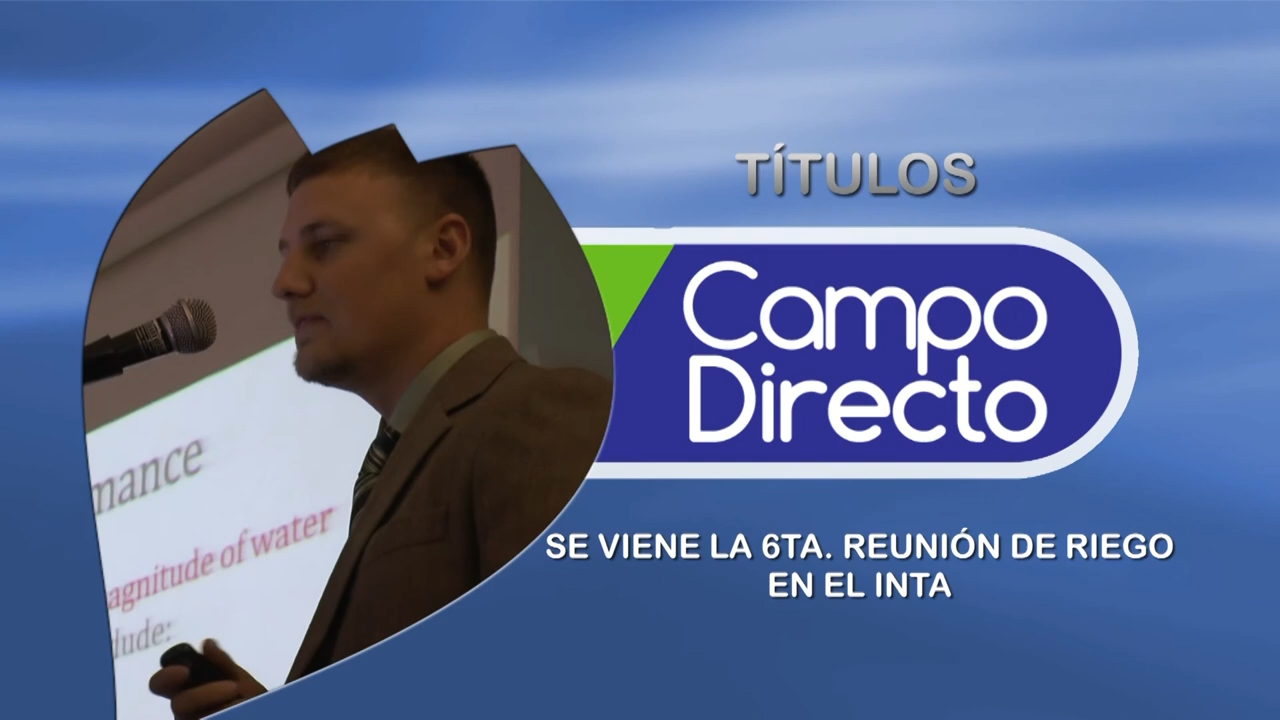 TÍTULOS
Campo
Directo
mance
agnitude of water
lude:
SE VIENE LA 6TA. REUNIÓN DE RIEGO
EN EL INTA